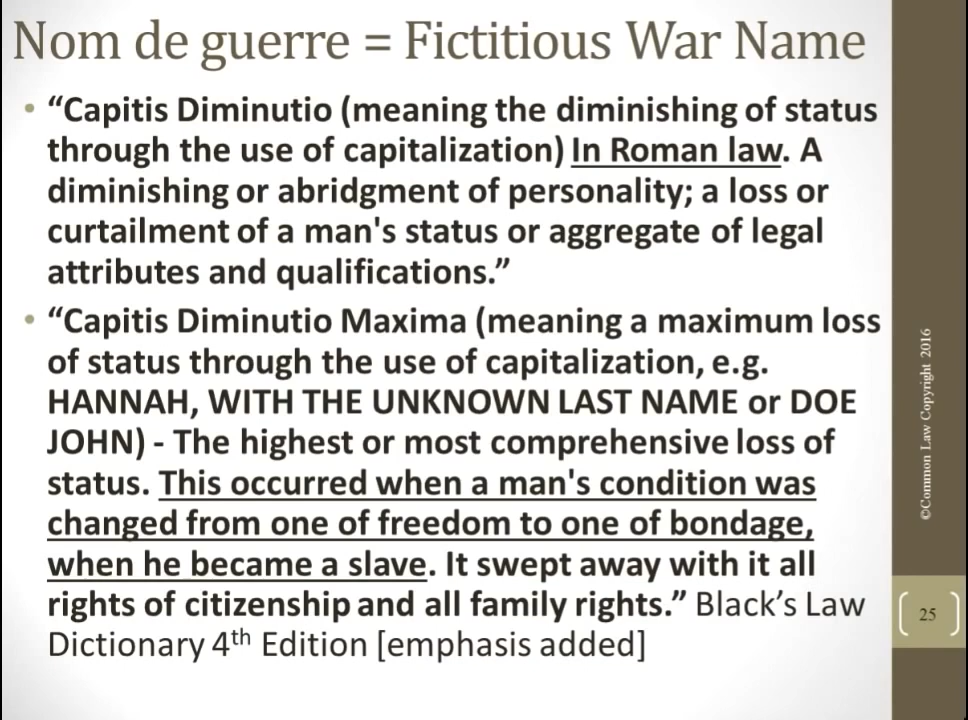 Nom de guerre = Fictitious War Name
• “Capitis Diminutio (meaning the diminishing of status
through the use of capitalization) In Roman law. A
diminishing or abridgment of personality; a loss or
curtailment of a man's status or aggregate of legal
attributes and qualifications.”
• “Capitis Diminutio Maxima (meaning a maximum loss
of status through the use of capitalization, e.g.
HANNAH, WITH THE UNKNOWN LAST NAME or DOE
JOHN) - The highest or most comprehensive loss of
status. This occurred when a man's condition was
changed from one of freedom to one of bondage,
when he became a slave. It swept away with it all
rights of citizenship and all family rights.” Black’s Law
Dictionary 4th Edition [emphasis added]
©Common Law Copyright 2016
25